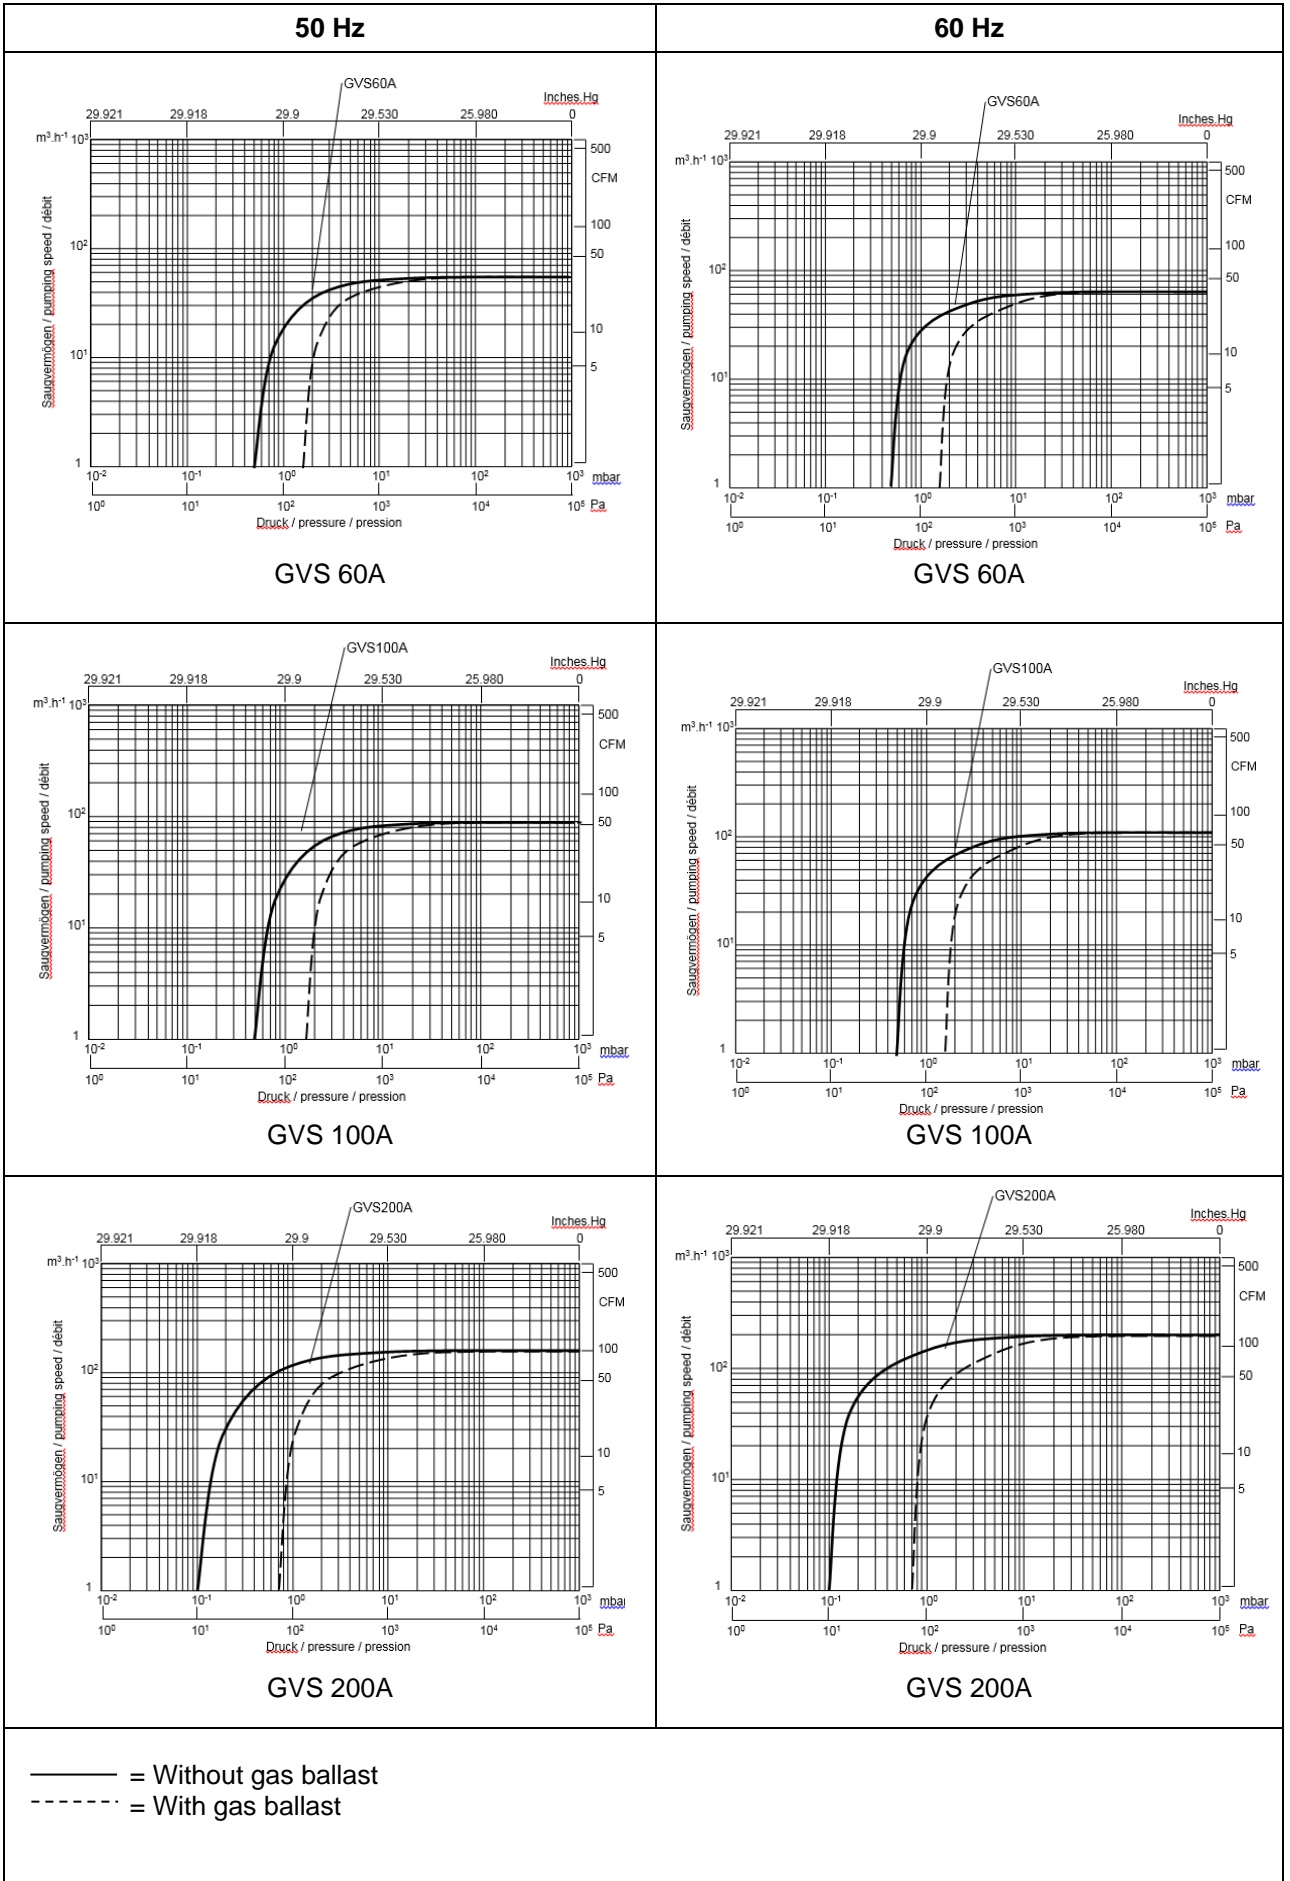 50 Hz
60 Hz
GVS60A
Inches.Hg
29.921 29.918 29.9 29.530 25.980 0
m³.h⁻¹ 10³
500
CFM
100
10²
50
10
10¹
5
1
Saugvermögen / pumping speed / débit
10⁻² 10⁻¹ 10⁰ 10¹ 10² 10³ mbar
10⁰ 10¹ 10² 10³ 10⁴ 10⁵ Pa
Druck / pressure / pression
GVS 60A
GVS60A
Inches.Hg
29.921 29.918 29.9 29.530 25.980 0
m³.h⁻¹ 10³
500
CFM
100
10²
50
10
10¹
5
1
Saugvermögen / pumping speed / débit
10⁻² 10⁻¹ 10⁰ 10¹ 10² 10³ mbar
10⁰ 10¹ 10² 10³ 10⁴ 10⁵ Pa
Druck / pressure / pression
GVS 60A
GVS100A
Inches.Hg
29.921 29.918 29.9 29.530 25.980 0
m³.h⁻¹ 10³
500
CFM
100
10²
50
10
10¹
5
1
Saugvermögen / pumping speed / débit
10⁻² 10⁻¹ 10⁰ 10¹ 10² 10³ mbar
10⁰ 10¹ 10² 10³ 10⁴ 10⁵ Pa
Druck / pressure / pression
GVS 100A
GVS100A
Inches.Hg
29.921 29.918 29.9 29.530 25.980 0
m³.h⁻¹ 10³
500
CFM
100
10²
50
10
10¹
5
1
Saugvermögen / pumping speed / débit
10⁻² 10⁻¹ 10⁰ 10¹ 10² 10³ mbar
10⁰ 10¹ 10² 10³ 10⁴ 10⁵ Pa
Druck / pressure / pression
GVS 100A
GVS200A
Inches.Hg
29.921 29.918 29.9 29.530 25.980 0
m³.h⁻¹ 10³
500
CFM
100
10²
50
10
10¹
5
1
Saugvermögen / pumping speed / débit
10⁻² 10⁻¹ 10⁰ 10¹ 10² 10³ mba
10⁰ 10¹ 10² 10³ 10⁴ 10⁵ Pa
Druck / pressure / pression
GVS 200A
GVS200A
Inches.Hg
29.921 29.918 29.9 29.530 25.980 0
m³.h⁻¹ 10³
500
CFM
100
10²
50
10
10¹
5
1
Saugvermögen / pumping speed / débit
10⁻² 10⁻¹ 10⁰ 10¹ 10² 10³ mbar
10⁰ 10¹ 10² 10³ 10⁴ 10⁵ Pa
Druck / pressure / pression
GVS 200A
= Without gas ballast
= With gas ballast